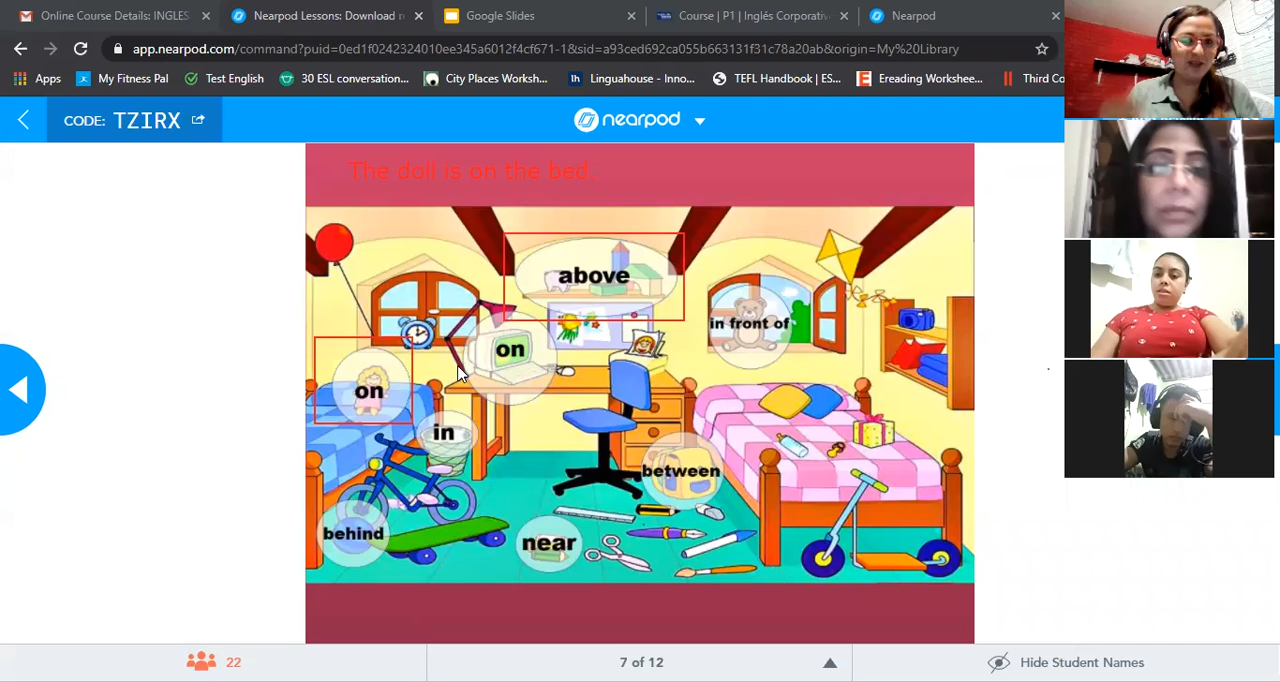 Online Course Details: INGLES
Nearpod Lessons: Download
Google Slides
Course | P1 | Inglés Corporativ
Nearpod
app.nearpod.com/command?puid=0ed1f0242324010ee345a6012f4cf671-1&sid=a93ced692ca055b663131f31c78a20ab&origin=My%20Library
Apps
My Fitness Pal
Test English
30 ESL conversation...
City Places Worksh...
Linguahouse - Inno...
TEFL Handbook | ES...
Ereading Workshee...
Third Co
CODE: TZIRX
nearpod
The doll is on the bed.
above
in front of
on
on
in
between
behind
near
22
7 of 12
Hide Student Names